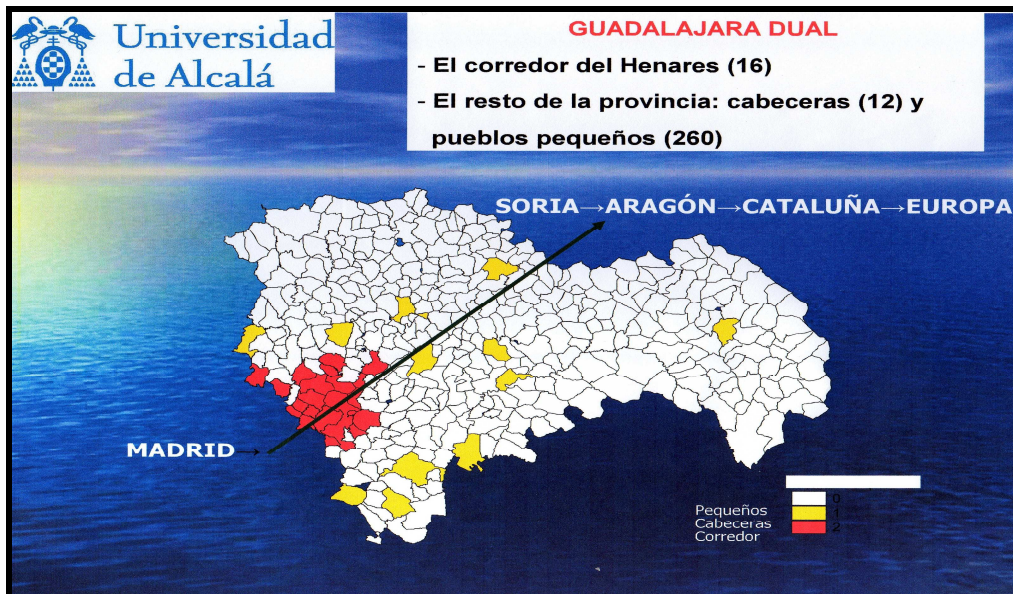 Universidad
de Alcalá
GUADALAJARA DUAL
- El corredor del Henares (16)
- El resto de la provincia: cabeceras (12) y
pueblos pequeños (260)
SORIA→ARAGÓN→CATALUÑA→EUROPA
MADRID→
Pequeños 0
Cabeceras 1
Corredor 2